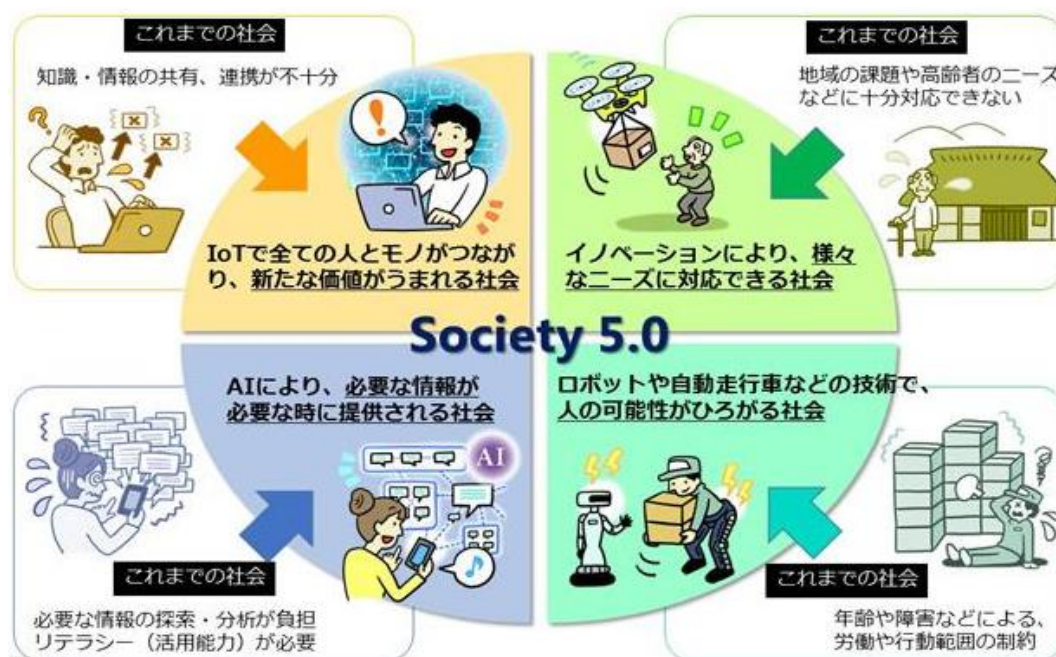 これまでの社会
知識・情報の共有、連携が不十分
?
!
IoTで全ての人とモノがつなが
り、新たな価値がうまれる社会
これまでの社会
地域の課題や高齢者のニーズ
などに十分対応できない
イノベーションにより、様々
なニーズに対応できる社会
Society 5.0
AIにより、必要な情報が
必要な時に提供される社会
AI
これまでの社会
必要な情報の探索・分析が負担
リテラシー（活用能力）が必要
ロボットや自動走行車などの技術で、
人の可能性がひろがる社会
これまでの社会
年齢や障害などによる、
労働や行動範囲の制約